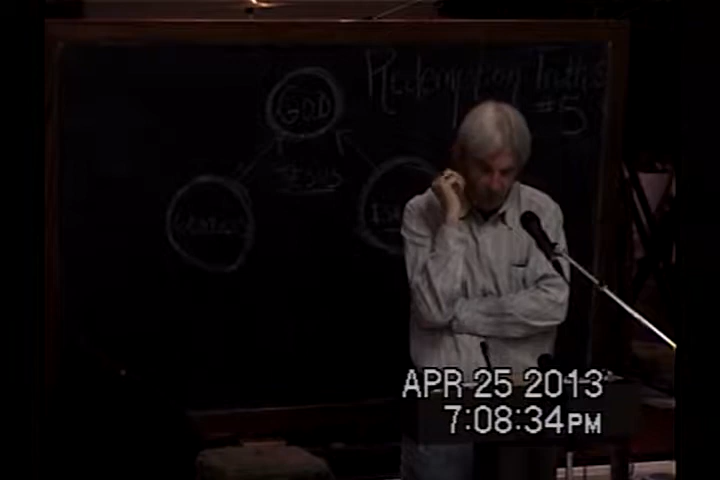 Redemption Truths
#5
GOD
JESUS
APR 25 2013
7:08:34PM